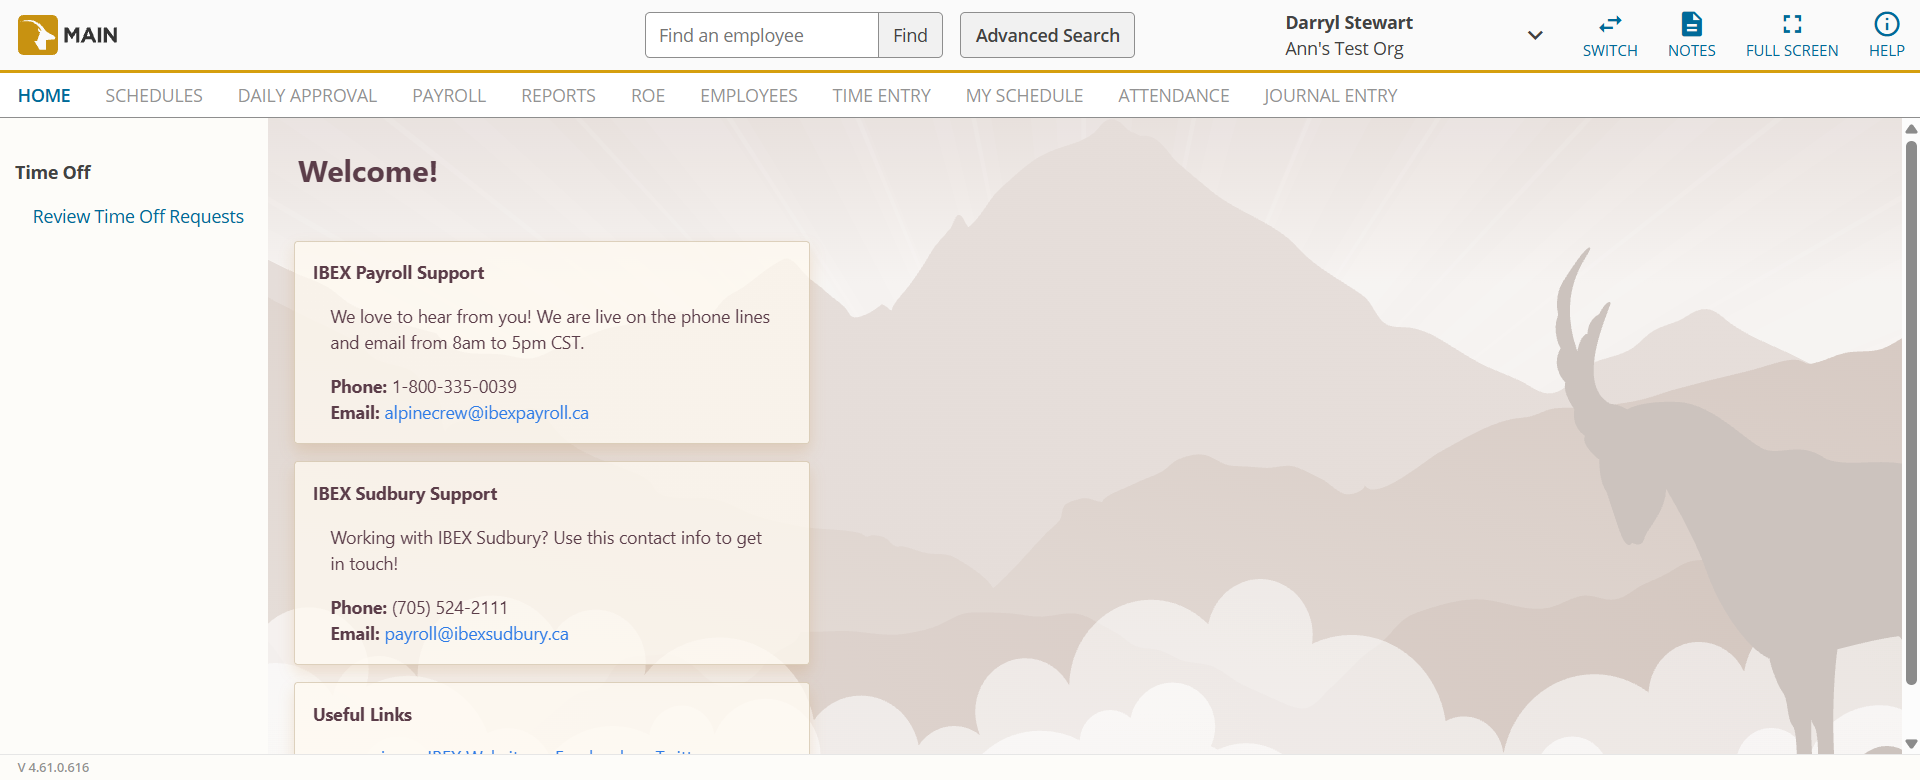 MAIN
Find an employee
Find
Advanced Search
Darryl Stewart
Ann's Test Org
SWITCH
NOTES
FULL SCREEN
HELP
HOME
SCHEDULES
DAILY APPROVAL
PAYROLL
REPORTS
ROE
EMPLOYEES
TIME ENTRY
MY SCHEDULE
ATTENDANCE
JOURNAL ENTRY
Time Off
Review Time Off Requests
Welcome!
IBEX Payroll Support
We love to hear from you! We are live on the phone lines
and email from 8am to 5pm CST.
Phone: 1-800-335-0039
Email: alpinecrew@ibexpayroll.ca
IBEX Sudbury Support
Working with IBEX Sudbury? Use this contact info to get
in touch!
Phone: (705) 524-2111
Email: payroll@ibexsudbury.ca
Useful Links
V 4.61.0.616